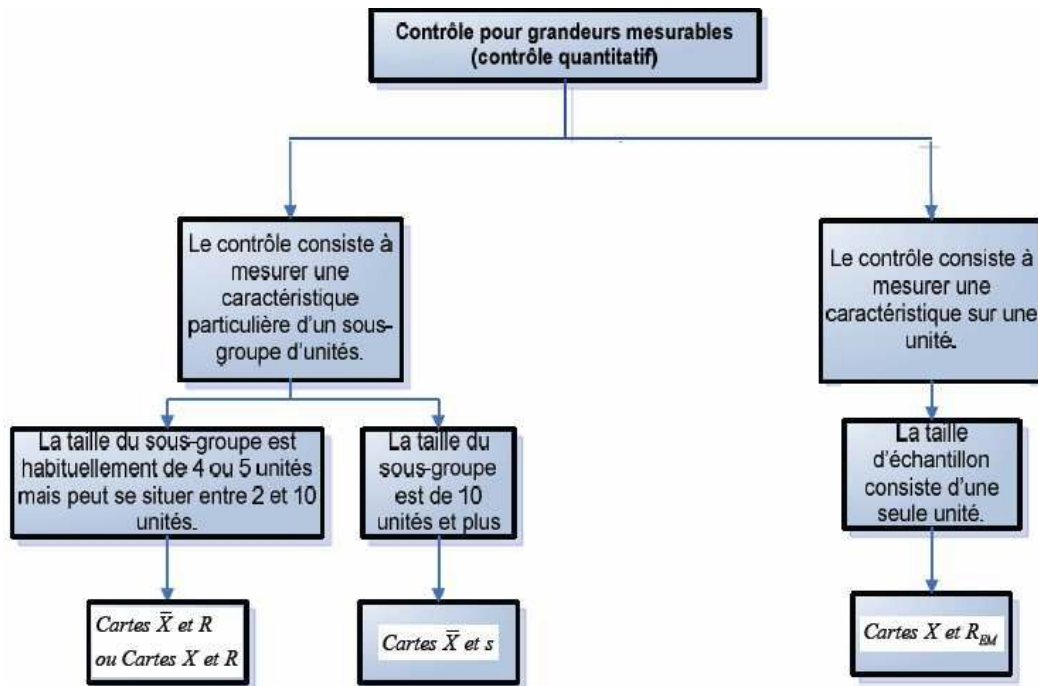 Contrôle pour grandeurs mesurables
(contrôle quantitatif)
Le contrôle consiste à
mesurer une
caractéristique
particulière d'un sous-
groupe d'unités.
Le contrôle consiste à
mesurer une
caractéristique sur une
unité.
La taille du sous-groupe est
habituellement de 4 ou 5 unités
mais peut se situer entre 2 et 10
unités.
La taille du
sous-groupe
est de 10
unités et plus
La taille
d'échantillon
consiste d'une
seule unité.
Cartes X̅ et R
ou Cartes X et R
Cartes X̅ et s
Cartes X et R_EM